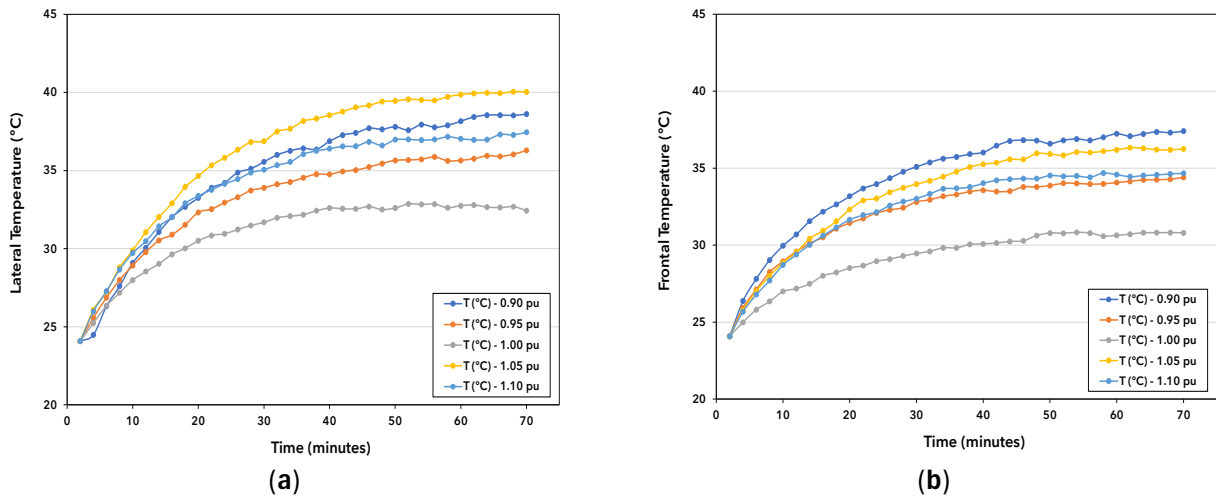 45
40
35
30
25
20
Lateral Temperature (°C)
T (°C) - 0.90 pu
T (°C) - 0.95 pu
T (°C) - 1.00 pu
T (°C) - 1.05 pu
T (°C) - 1.10 pu
0 10 20 30 40 50 60 70
Time (minutes)
(a)
45
40
35
30
25
20
Frontal Temperature (°C)
T (°C) - 0.90 pu
T (°C) - 0.95 pu
T (°C) - 1.00 pu
T (°C) - 1.05 pu
T (°C) - 1.10 pu
0 10 20 30 40 50 60 70
Time (minutes)
(b)